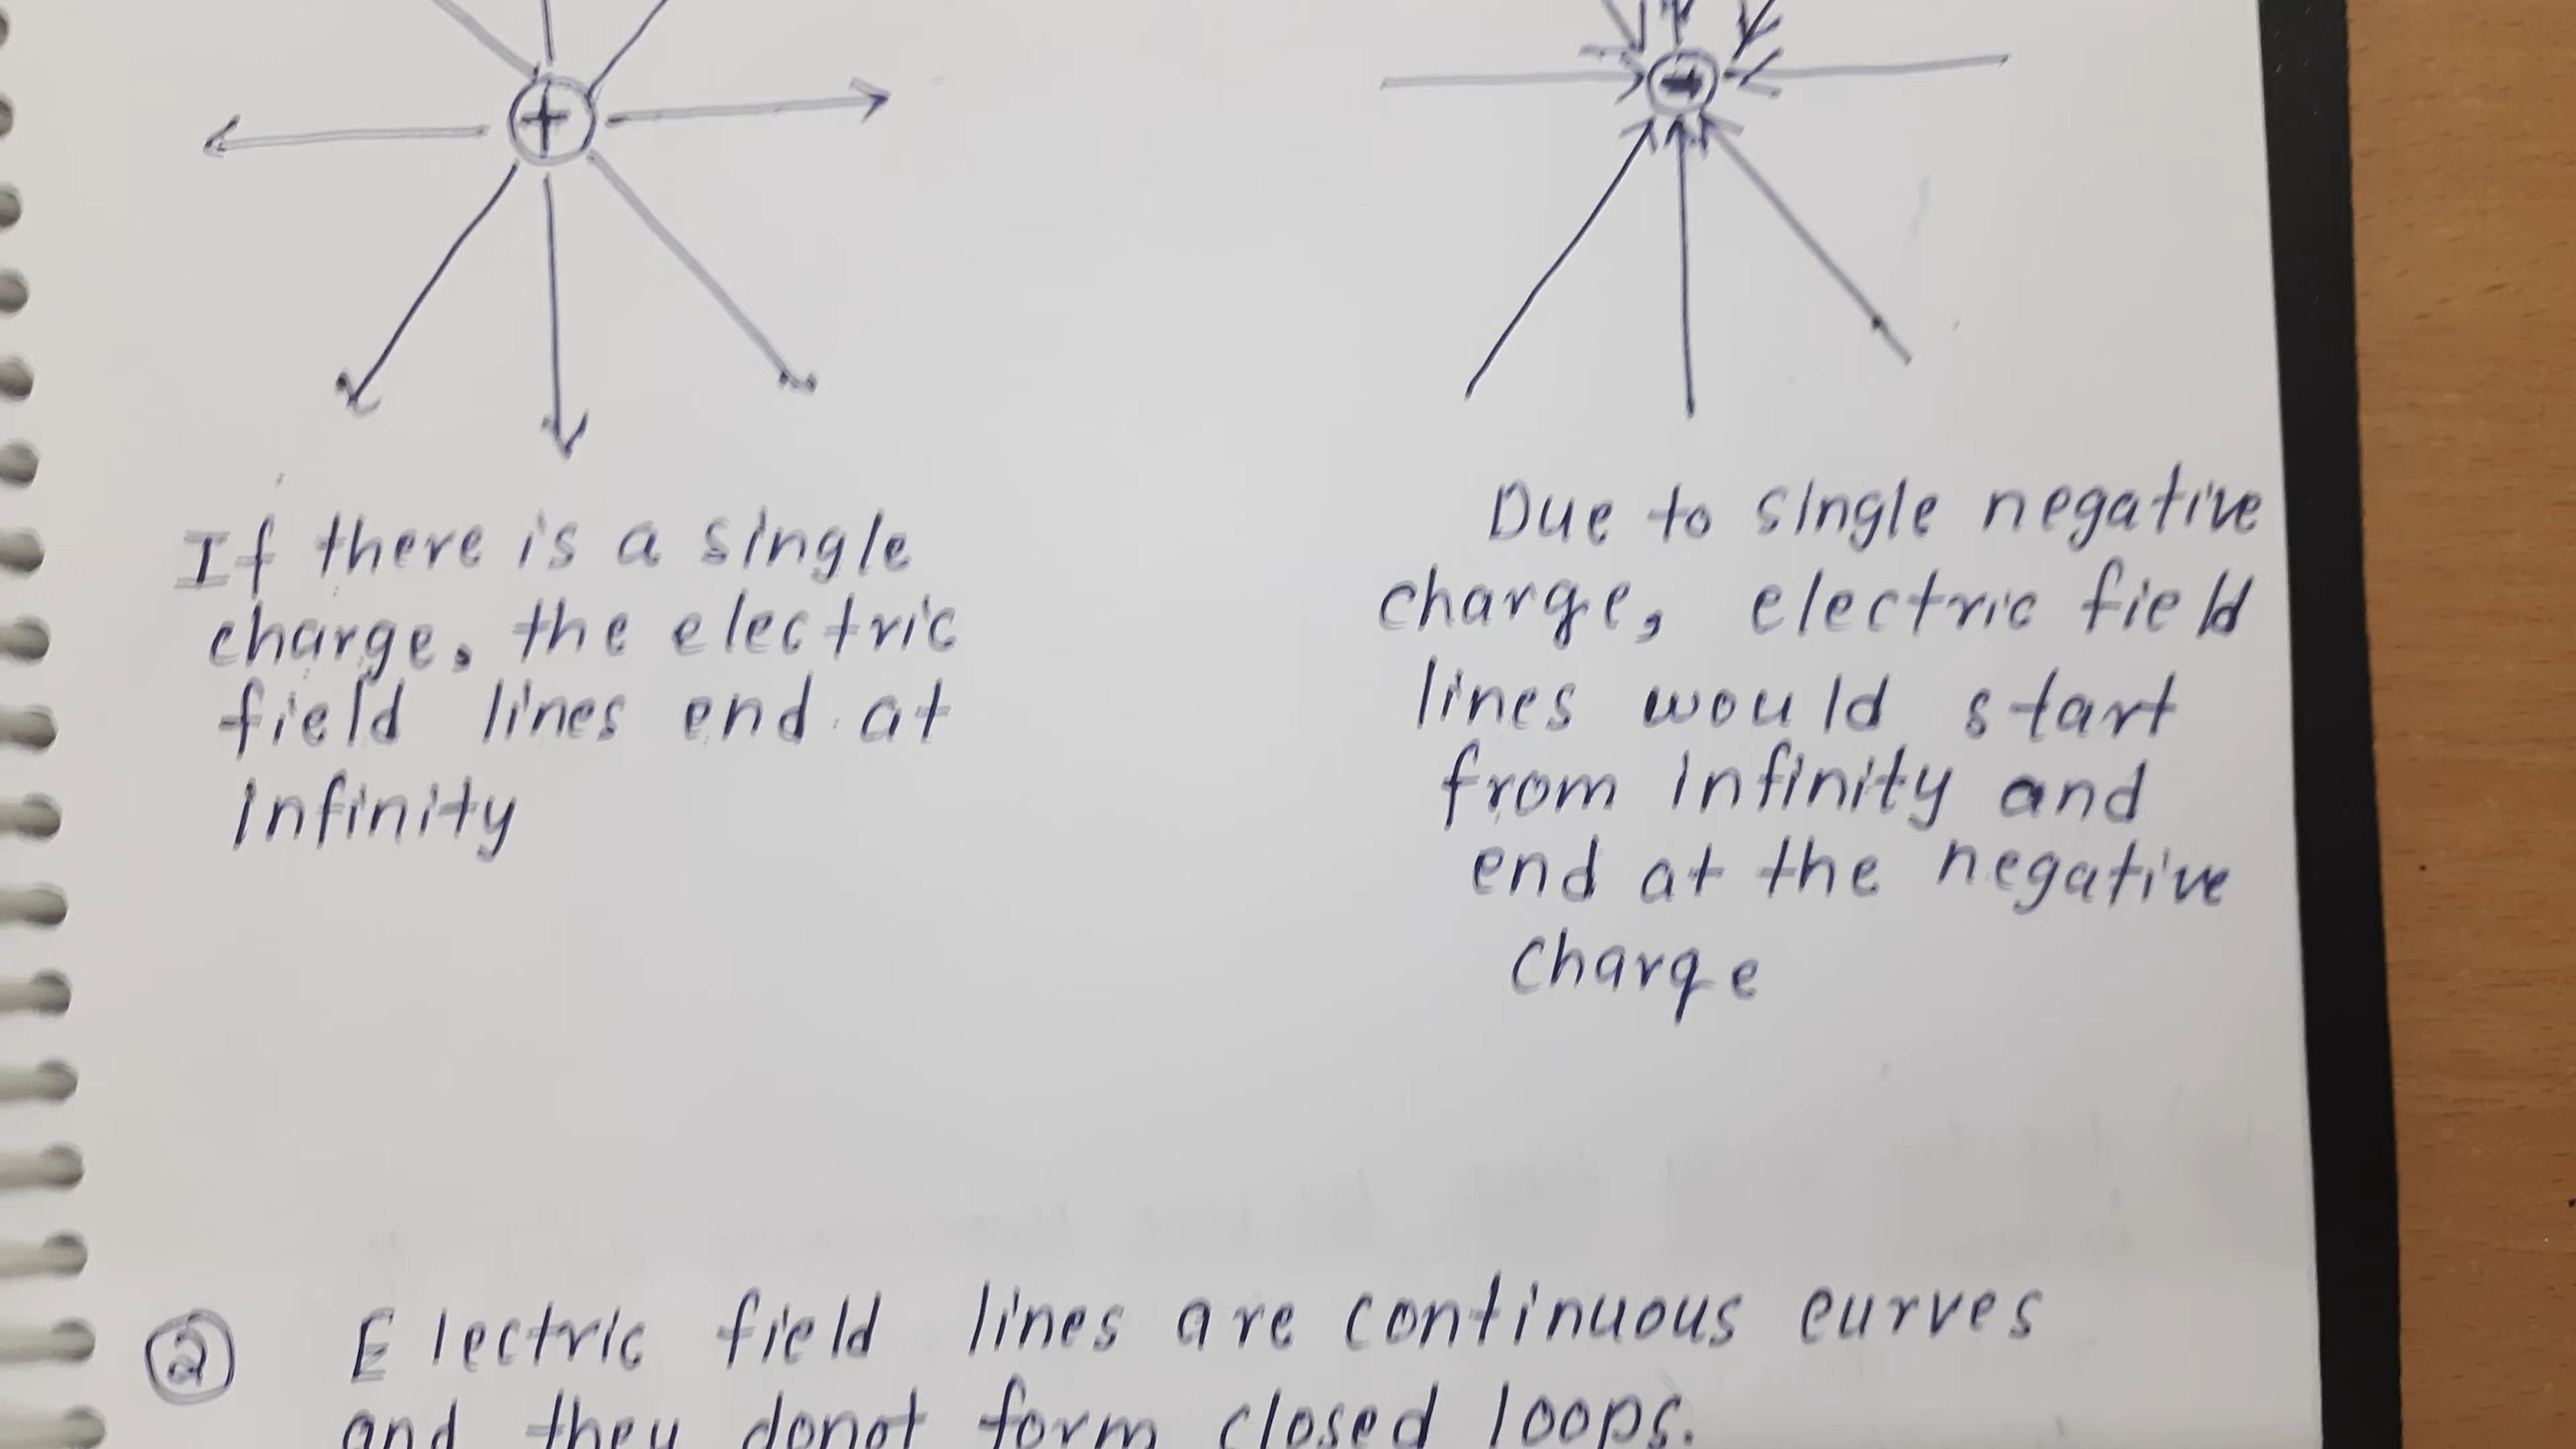 +
If there is a single
charge, the electric
field lines end at
infinity
-
Due to single negative
charge, electric field
lines would start
from infinity and
end at the negative
charge
② Electric field lines are continuous curves
and they donot form closed loops.